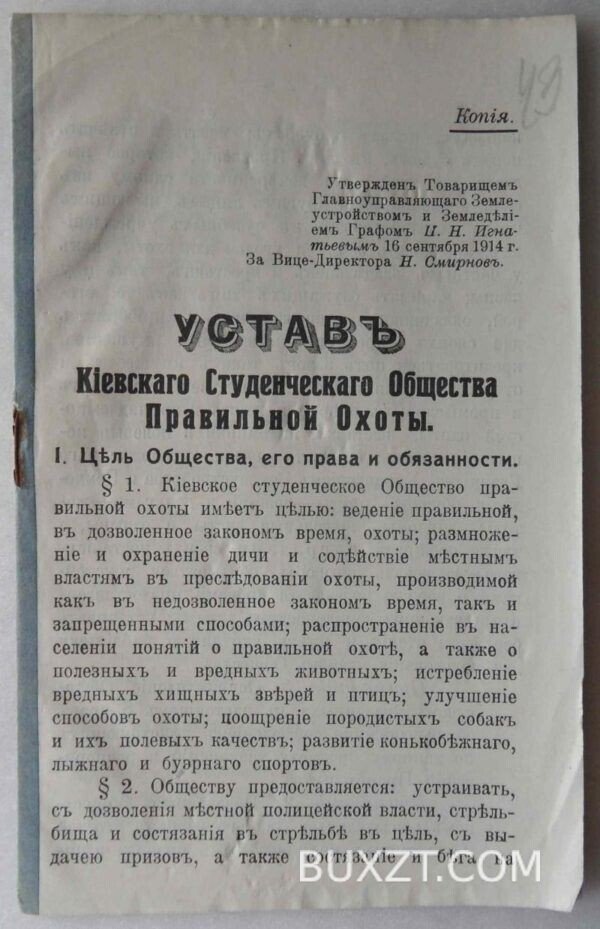 49
Копія.
Утвержденъ Товарищемъ
Главноуправляющаго Земле-
устройствомъ и Земледѣлі-
емъ Графомъ П. Н. Игна-
тьевымъ 16 сентября 1914 г.
За Вице-Директора Н. Смирновъ.
УСТАВЪ
Кіевскаго Студенческаго Общества
Правильной Охоты.
I. Цѣль Общества, его права и обязанности.
§ 1. Кіевское студенческое Общество пра-
вильной охоты имѣетъ цѣлью: веденіе правильной,
въ дозволенное закономъ время, охоты; размноже-
ніе и охраненіе дичи и содѣйствіе мѣстнымъ
властямъ въ преслѣдованіи охоты, производимой
какъ въ недозволенное закономъ время, такъ и
запрещенными способами; распространеніе въ на-
селеніи понятій о правильной охотѣ, а также о
полезныхъ и вредныхъ животныхъ; истребленіе
вредныхъ хищныхъ звѣрей и птицъ; улучшеніе
способовъ охоты; поощреніе породистыхъ собакъ
и ихъ полевыхъ качествъ; развитіе конькобѣжнаго,
лыжнаго и буэрнаго спортовъ.
§ 2. Обществу предоставляется: устраивать,
съ дозволенія мѣстной полицейской власти, стрѣль-
бища и состязанія въ стрѣльбѣ въ цѣль, съ вы-
дачею призовъ, а также состязаніе и бѣга на
BUXZT.COM